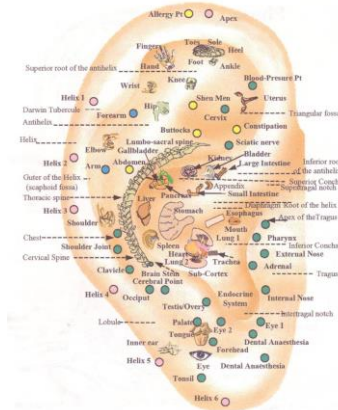 Allergy Pt
Apex
Fingers
Toes
Sole
Heel
Foot
Hand
Ankle
Superior root of the antihelix
Knee
Wrist
Blood-Presure Pt
Helix 1
Hip
Shen Men
Uterus
Darwin Tubercule
Forearm
Cervix
Triangular fossa
Antihelix
Buttocks
Constipation
Helix
Lumbo-sacral spine
Sciatic nerve
Elbow
Gallbladder
Bladder
Helix 2
Abdomen
Kidney
Large Intestine
Inferior root
of the antihelix
Arm
Guter of the Helix
(scaphoid fossa)
Pancreas
Appendix
Superior Concha
Supratragal notch
Thoracic spine
Liver
Small Intestine
Diaphragm Root of the helix
Helix 3
Stomach
Esophagus
Apex of theTragus
Shoulder
Mouth
Chest
Lung 1
Pharynx
Shoulder Joint
Spleen
Inferior Concha
Heart
External Nose
Cervical Spine
Lung 2
Trachea
Adrenal
Clavicle
Brain Stem
Sub-Cortex
Tragus
Cerebral Point
Helix 4
Occiput
Endocrine
System
Internal Nose
Testis/Overy
Intertragal notch
Lobule
Palate
Eye 2
Eye 1
Tongue
Inner ear
Forehead
Dental Anaesthesia
Helix 5
Eye
Dental Anaesthesia
Tonsil
Helix 6